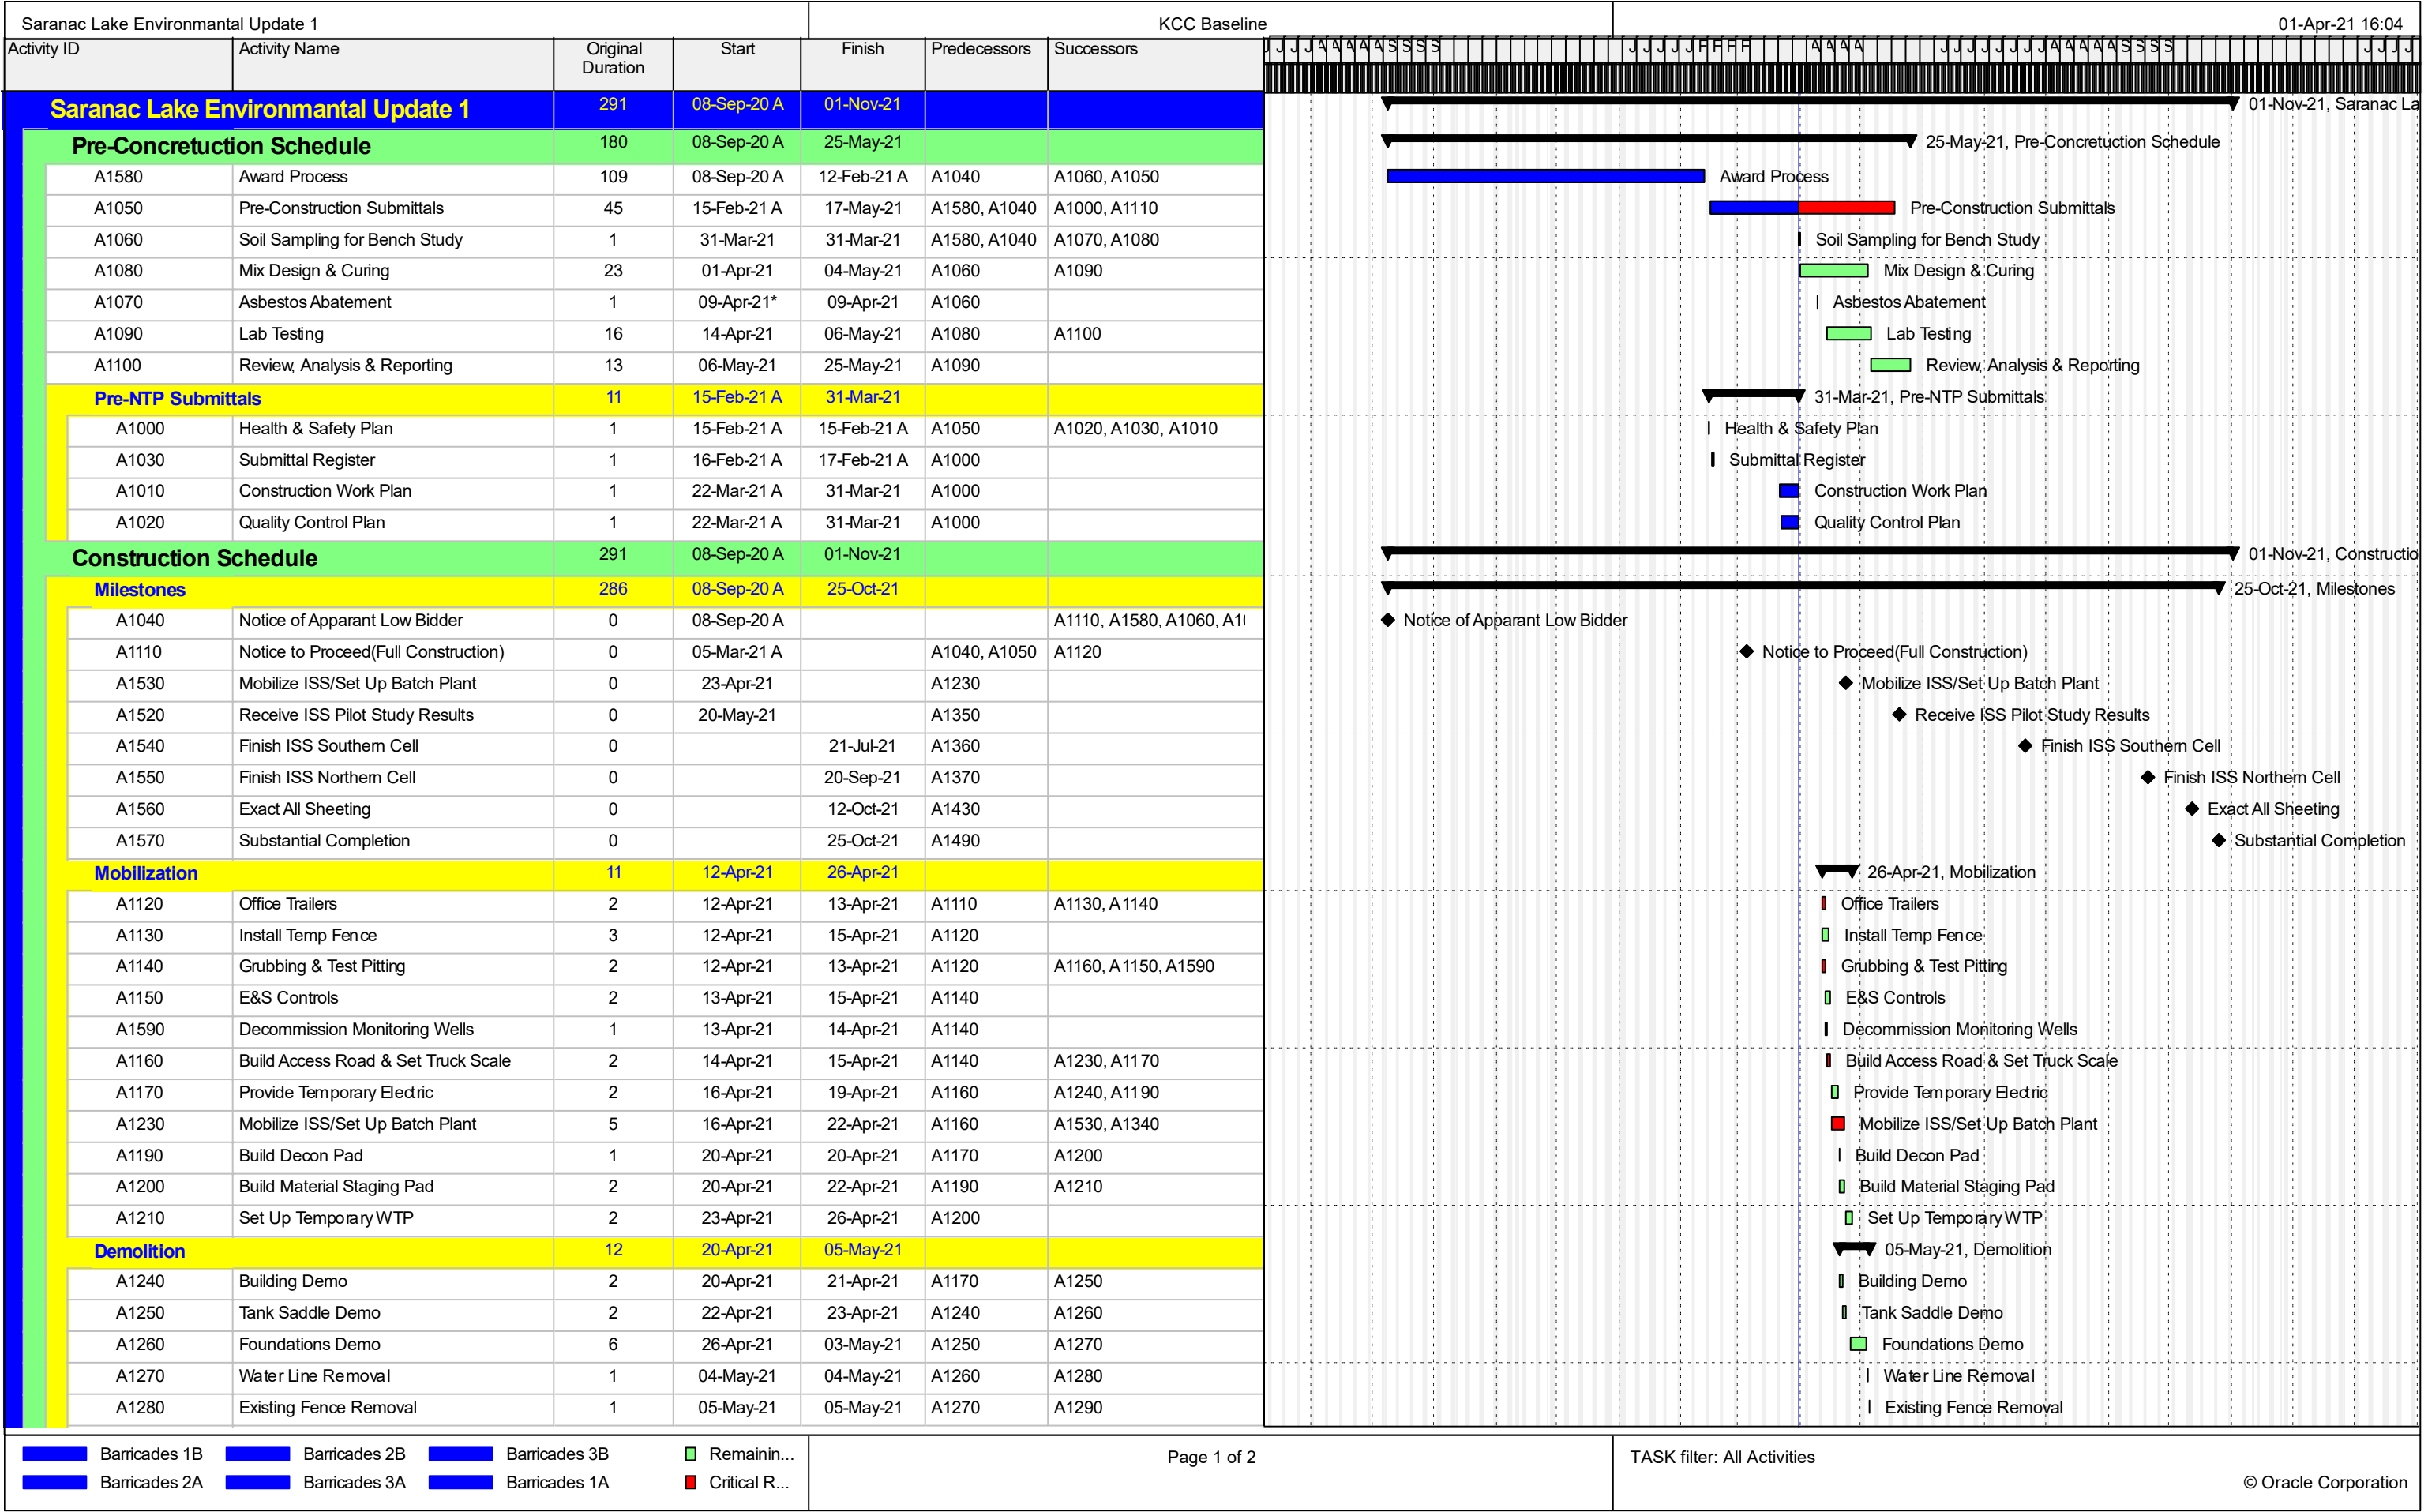 Saranac Lake Environmantal Update 1 KCC Baseline 01-Apr-21 16:04
Activity ID Activity Name Original Duration Start Finish Predecessors Successors
J J J J A A A A A S S S S J J J J J F F F F A A A A J J J J J J J J A A A A A S S S S J J J J
Saranac Lake Environmantal Update 1 291 08-Sep-20 A 01-Nov-21 01-Nov-21, Saranac La
Pre-Concretuction Schedule 180 08-Sep-20 A 25-May-21 25-May-21, Pre-Concretuction Schedule
A1580 Award Process 109 08-Sep-20 A 12-Feb-21 A A1040 A1060, A1050 Award Process
A1050 Pre-Construction Submittals 45 15-Feb-21 A 17-May-21 A1580, A1040 A1000, A1110 Pre-Construction Submittals
A1060 Soil Sampling for Bench Study 1 31-Mar-21 31-Mar-21 A1580, A1040 A1070, A1080 Soil Sampling for Bench Study
A1080 Mix Design & Curing 23 01-Apr-21 04-May-21 A1060 A1090 Mix Design & Curing
A1070 Asbestos Abatement 1 09-Apr-21* 09-Apr-21 A1060 Asbestos Abatement
A1090 Lab Testing 16 14-Apr-21 06-May-21 A1080 A1100 Lab Testing
A1100 Review, Analysis & Reporting 13 06-May-21 25-May-21 A1090 Review, Analysis & Reporting
Pre-NTP Submittals 11 15-Feb-21 A 31-Mar-21 31-Mar-21, Pre-NTP Submittals
A1000 Health & Safety Plan 1 15-Feb-21 A 15-Feb-21 A A1050 A1020, A1030, A1010 Health & Safety Plan
A1030 Submittal Register 1 16-Feb-21 A 17-Feb-21 A A1000 Submittal Register
A1010 Construction Work Plan 1 22-Mar-21 A 31-Mar-21 A1000 Construction Work Plan
A1020 Quality Control Plan 1 22-Mar-21 A 31-Mar-21 A1000 Quality Control Plan
Construction Schedule 291 08-Sep-20 A 01-Nov-21 01-Nov-21, Constructio
Milestones 286 08-Sep-20 A 25-Oct-21 25-Oct-21, Milestones
A1040 Notice of Apparant Low Bidder 0 08-Sep-20 A A1110, A1580, A1060, A1( Notice of Apparant Low Bidder
A1110 Notice to Proceed(Full Construction) 0 05-Mar-21 A A1040, A1050 A1120 Notice to Proceed(Full Construction)
A1530 Mobilize ISS/Set Up Batch Plant 0 23-Apr-21 A1230 Mobilize ISS/Set Up Batch Plant
A1520 Receive ISS Pilot Study Results 0 20-May-21 A1350 Receive ISS Pilot Study Results
A1540 Finish ISS Southern Cell 0 21-Jul-21 A1360 Finish ISS Southern Cell
A1550 Finish ISS Northern Cell 0 20-Sep-21 A1370 Finish ISS Northern Cell
A1560 Exact All Sheeting 0 12-Oct-21 A1430 Exact All Sheeting
A1570 Substantial Completion 0 25-Oct-21 A1490 Substantial Completion
Mobilization 11 12-Apr-21 26-Apr-21 26-Apr-21, Mobilization
A1120 Office Trailers 2 12-Apr-21 13-Apr-21 A1110 A1130, A1140 Office Trailers
A1130 Install Temp Fence 3 12-Apr-21 15-Apr-21 A1120 Install Temp Fence
A1140 Grubbing & Test Pitting 2 12-Apr-21 13-Apr-21 A1120 A1160, A1150, A1590 Grubbing & Test Pitting
A1150 E&S Controls 2 13-Apr-21 15-Apr-21 A1140 E&S Controls
A1590 Decommission Monitoring Wells 1 13-Apr-21 14-Apr-21 A1140 Decommission Monitoring Wells
A1160 Build Access Road & Set Truck Scale 2 14-Apr-21 15-Apr-21 A1140 A1230, A1170 Build Access Road & Set Truck Scale
A1170 Provide Temporary Electric 2 16-Apr-21 19-Apr-21 A1160 A1240, A1190 Provide Temporary Electric
A1230 Mobilize ISS/Set Up Batch Plant 5 16-Apr-21 22-Apr-21 A1160 A1530, A1340 Mobilize ISS/Set Up Batch Plant
A1190 Build Decon Pad 1 20-Apr-21 20-Apr-21 A1170 A1200 Build Decon Pad
A1200 Build Material Staging Pad 2 20-Apr-21 22-Apr-21 A1190 A1210 Build Material Staging Pad
A1210 Set Up Temporary WTP 2 23-Apr-21 26-Apr-21 A1200 Set Up Temporary WTP
Demolition 12 20-Apr-21 05-May-21 05-May-21, Demolition
A1240 Building Demo 2 20-Apr-21 21-Apr-21 A1170 A1250 Building Demo
A1250 Tank Saddle Demo 2 22-Apr-21 23-Apr-21 A1240 A1260 Tank Saddle Demo
A1260 Foundations Demo 6 26-Apr-21 03-May-21 A1250 A1270 Foundations Demo
A1270 Water Line Removal 1 04-May-21 04-May-21 A1260 A1280 Water Line Removal
A1280 Existing Fence Removal 1 05-May-21 05-May-21 A1270 A1290 Existing Fence Removal
Barricades 1B Barricades 2B Barricades 3B Remainin... Page 1 of 2 TASK filter: All Activities
Barricades 2A Barricades 3A Barricades 1A Critical R... © Oracle Corporation